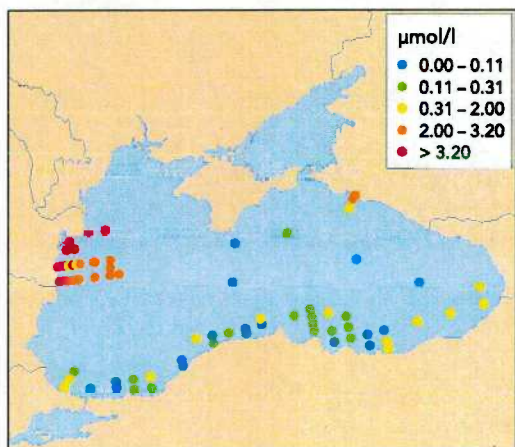 µmol/l
0.00 – 0.11
0.11 – 0.31
0.31 – 2.00
2.00 – 3.20
> 3.20